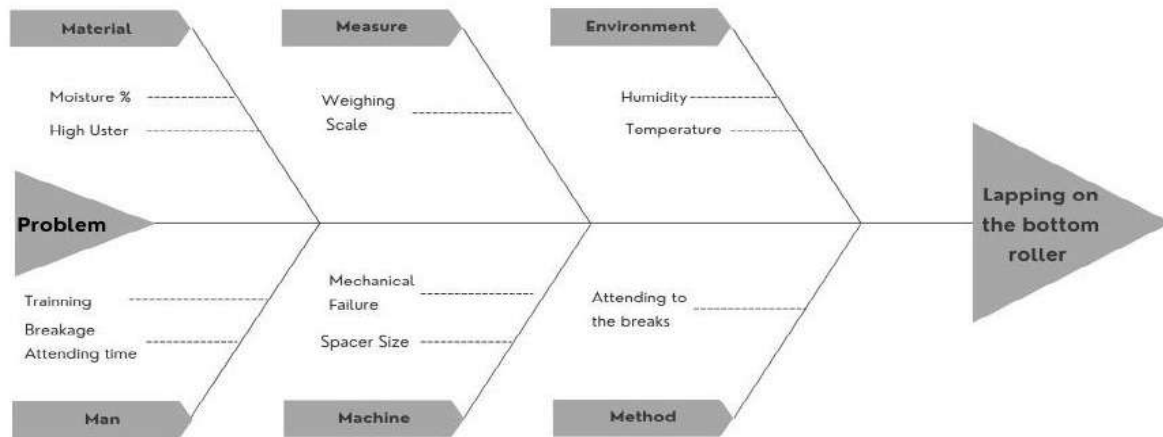 Material
Measure
Environment
Moisture %
High Uster
Weighing
Scale
Humidity
Temperature
Problem
Lapping on
the bottom
roller
Trainning
Breakage
Attending time
Mechanical
Failure
Spacer Size
Attending to
the breaks
Man
Machine
Method